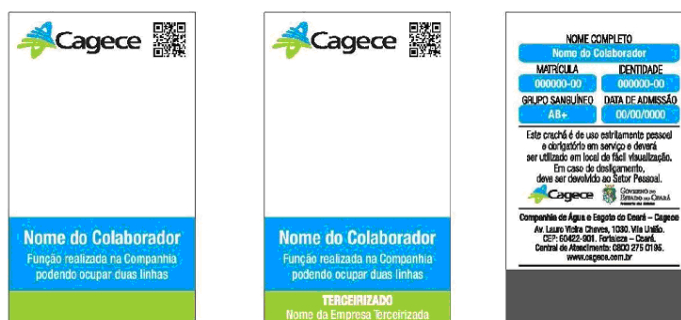 Cagece
Nome do Colaborador
Função realizada na Companhia
podendo ocupar duas linhas
Cagece
Nome do Colaborador
Função realizada na Companhia
podendo ocupar duas linhas
TERCEIRIZADO
Nome da Empresa Terceirizada
NOME COMPLETO
Nome do Colaborador
MATRÍCULA IDENTIDADE
000000-00 000000-00
GRUPO SANGUÍNEO DATA DE ADMISSÃO
AB+ 00/00/0000
Este crachá é de uso estritamente pessoal
e obrigatório em serviço e deverá
ser utilizado em local de fácil visualização.
Em caso de desligamento,
deve ser devolvido ao Setor Pessoal.
Cagece GOVERNO DO
ESTADO DO CEARÁ
Companhia de Água e Esgoto do Ceará – Cagece
Av. Lauro Vieira Chaves, 1030. Vila União.
CEP: 60422-901. Fortaleza – Ceará.
Central de Atendimento: 0800 275 0195.
www.cagece.com.br